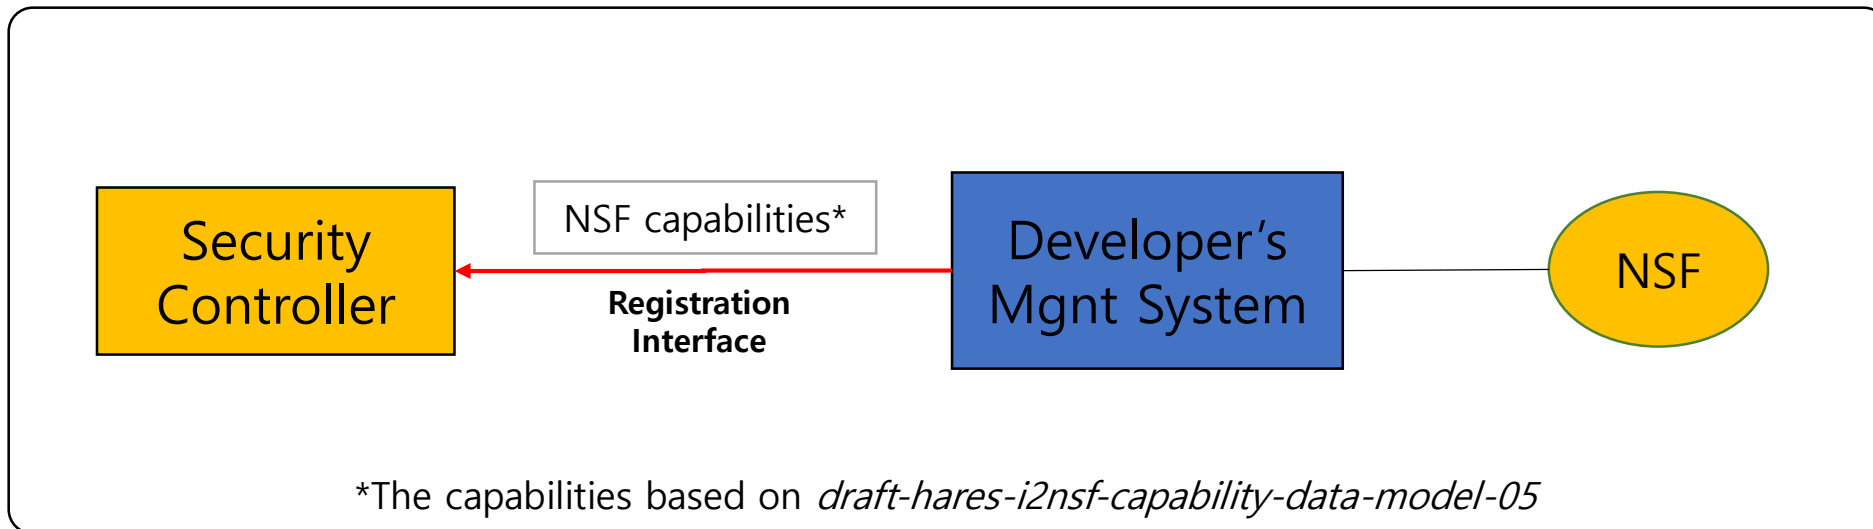 Security
Controller
NSF capabilities*
Registration
Interface
Developer’s
Mgnt System
NSF
*The capabilities based on draft-hares-i2nsf-capability-data-model-05